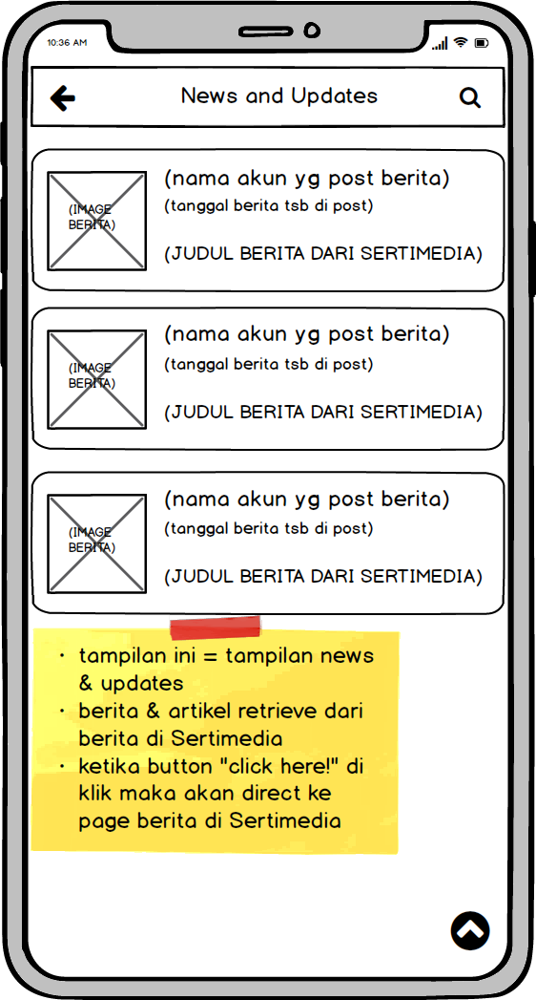 10:36 AM
News and Updates
(IMAGE
BERITA)
(nama akun yg post berita)
(tanggal berita tsb di post)
(JUDUL BERITA DARI SERTIMEDIA)
(IMAGE
BERITA)
(nama akun yg post berita)
(tanggal berita tsb di post)
(JUDUL BERITA DARI SERTIMEDIA)
(IMAGE
BERITA)
(nama akun yg post berita)
(tanggal berita tsb di post)
(JUDUL BERITA DARI SERTIMEDIA)
• tampilan ini = tampilan news
& updates
• berita & artikel retrieve dari
berita di Sertimedia
• ketika button "click here!" di
klik maka akan direct ke
page berita di Sertimedia